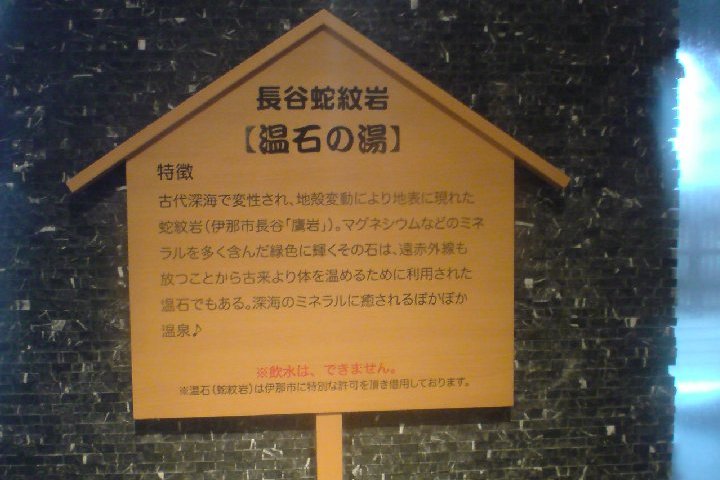 長谷蛇紋岩
【温石の湯】
特徴
古代深海で変性され、地殻変動により地表に現れた
蛇紋岩(伊那市長谷「鷹岩」)。マグネシウムなどのミネ
ラルを多く含んだ緑色に輝くその石は、遠赤外線も
放つことから古来より体を温めるために利用された
温石でもある。深海のミネラルに癒されるぽかぽか
温泉♪
※飲水は、できません。
※温石(蛇紋岩)は伊那市に特別な許可を頂き借用しております。